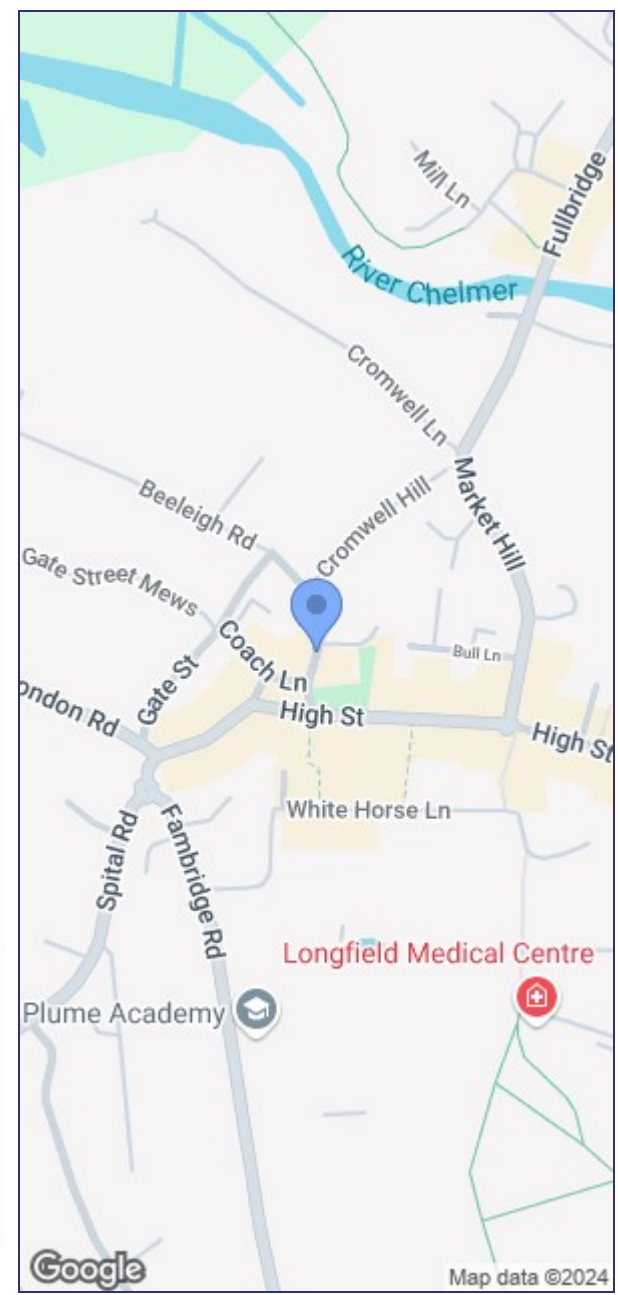 Mill Ln
Fullbridge
River Chelmer
Cromwell Ln
Market Hill
Cromwell Hill
Beeleigh Rd
Gate Street Mews
Coach Ln
Gate St
Bull Ln
ondon Rd
High St
High St
White Horse Ln
Spital Rd
Fambridge Rd
Longfield Medical Centre
Plume Academy
Google
Map data ©2024